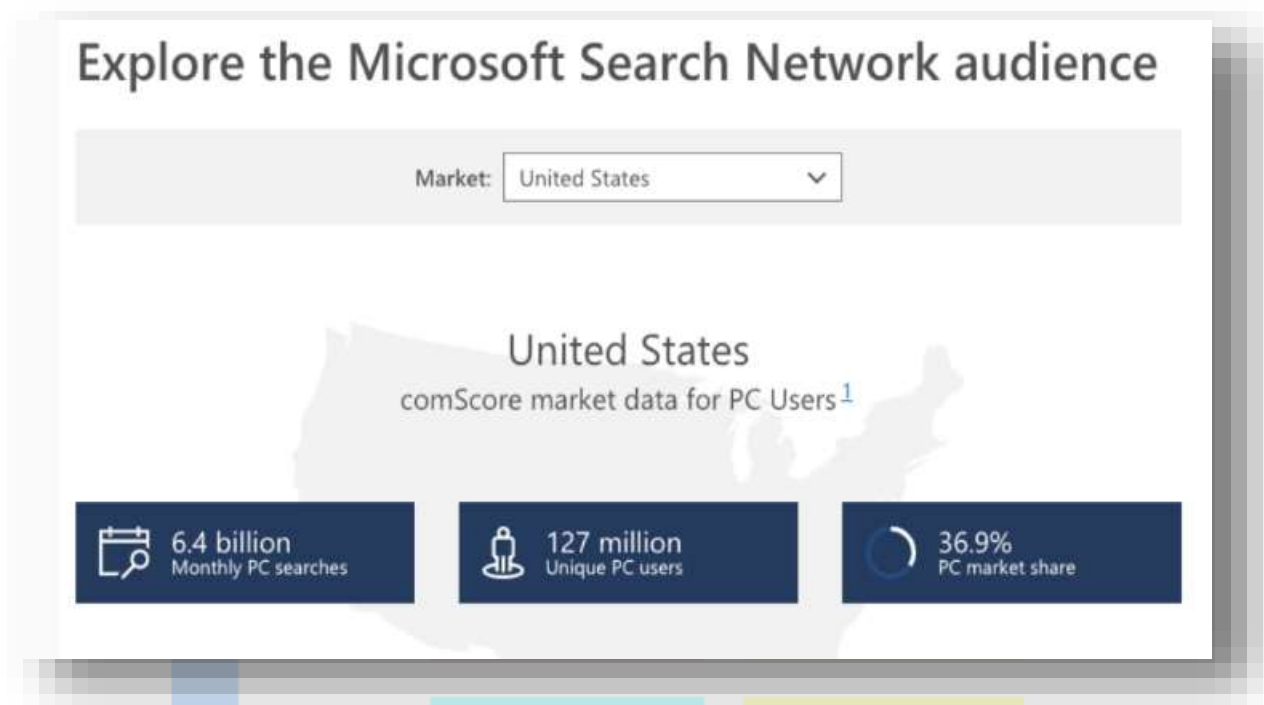 Explore the Microsoft Search Network audience
Market: United States
United States
comScore market data for PC Users 1
6.4 billion
Monthly PC searches
127 million
Unique PC users
36.9%
PC market share